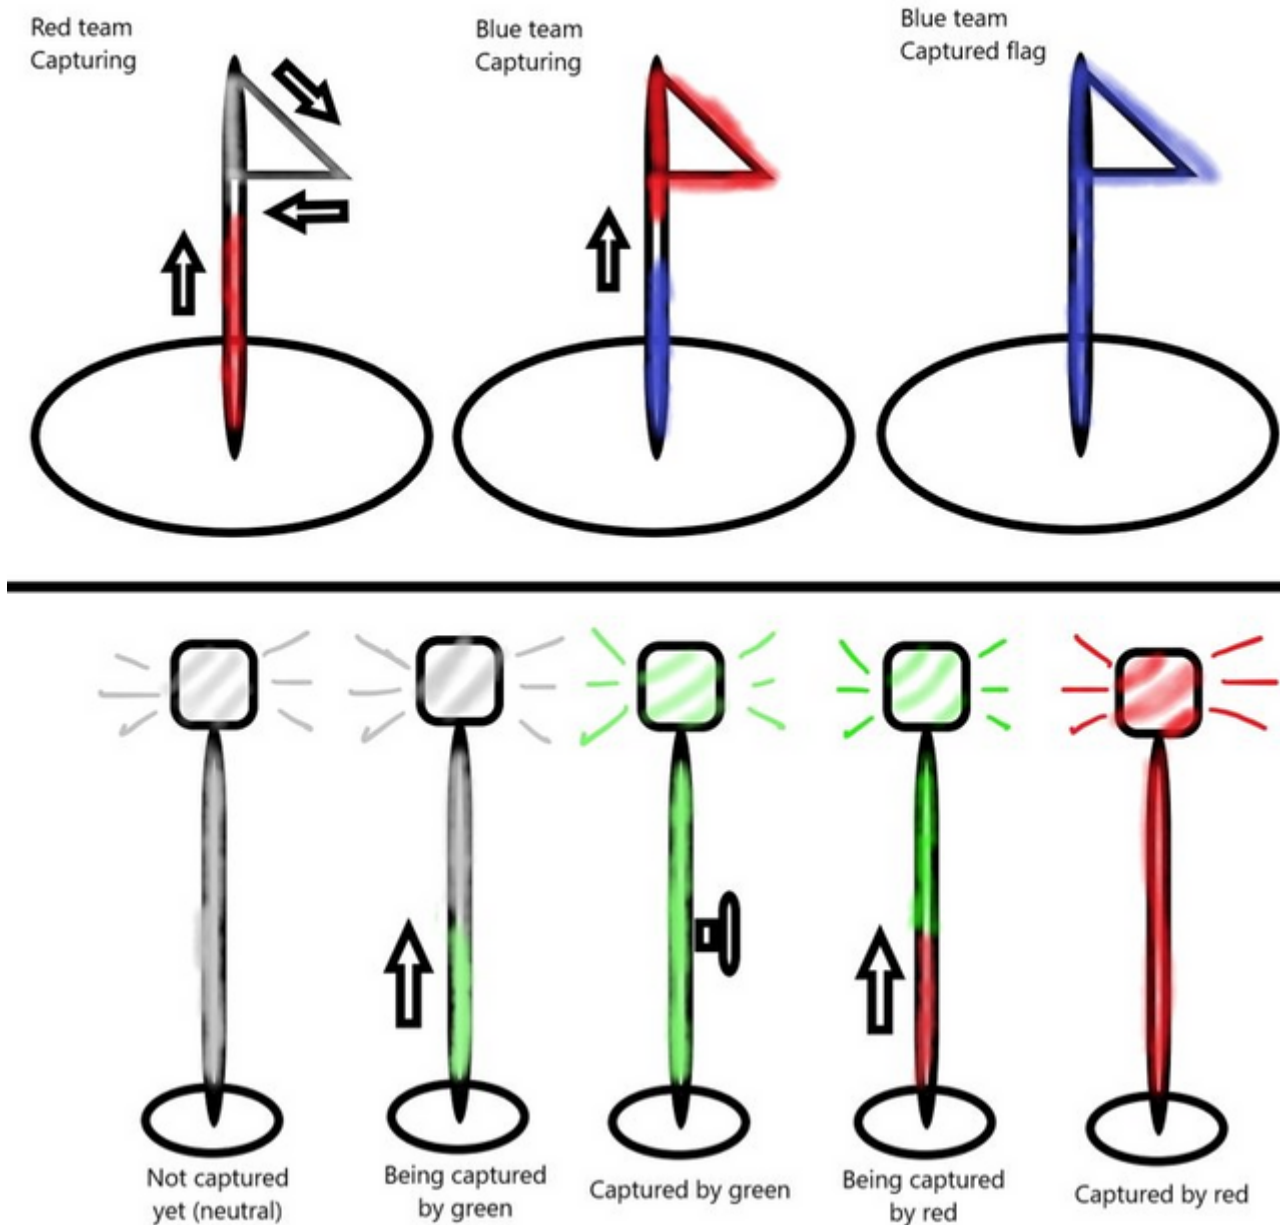 Red team
Capturing
Blue team
Capturing
Blue team
Captured flag
Not captured
yet (neutral)
Being captured
by green
Captured by green
Being captured
by red
Captured by red